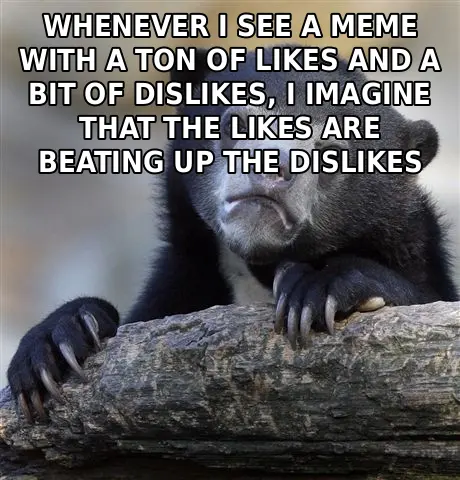 WHENEVER I SEE A MEME
WITH A TON OF LIKES AND A
BIT OF DISLIKES, I IMAGINE
THAT THE LIKES ARE
BEATING UP THE DISLIKES